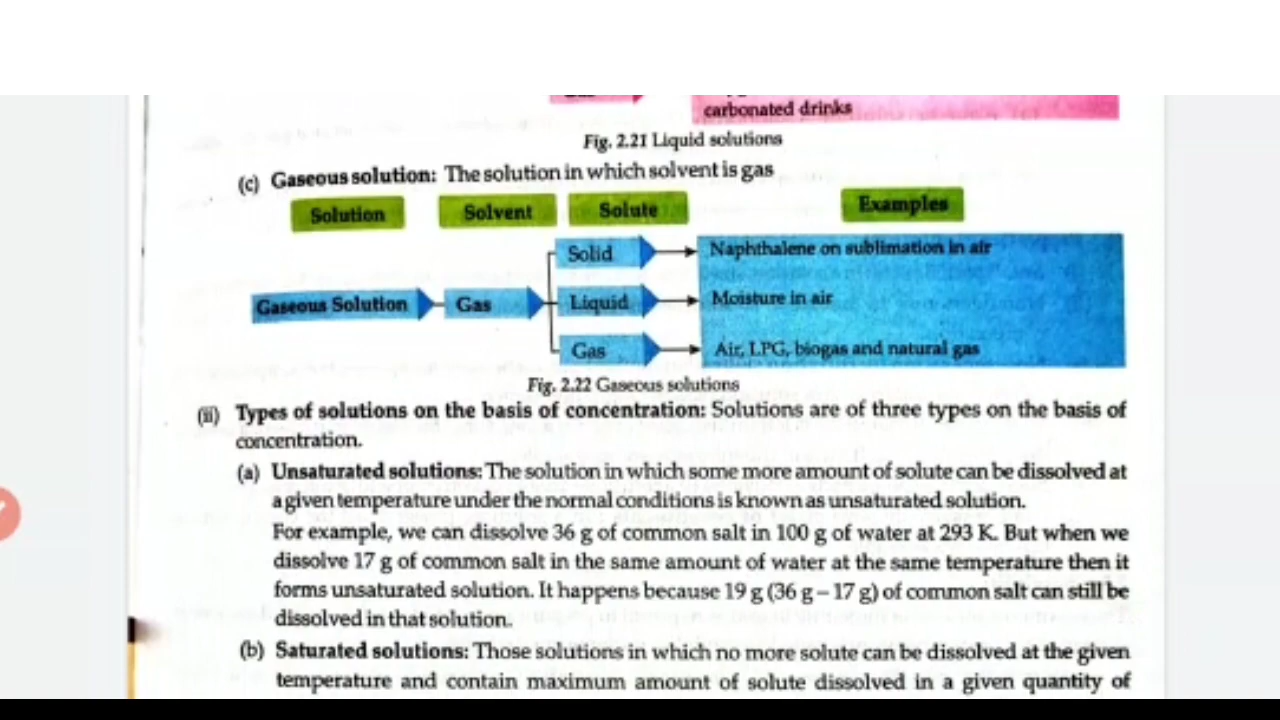 carbonated drinks
Fig. 2.21 Liquid solutions
(c) Gaseous solution: The solution in which solvent is gas
Solution Solvent Solute Examples
Solid Naphthalene on sublimation in air
Gaseous Solution Gas Liquid Moisture in air
Gas Air, LPG, biogas and natural gas
Fig. 2.22 Gaseous solutions
(ii) Types of solutions on the basis of concentration: Solutions are of three types on the basis of
concentration.
(a) Unsaturated solutions: The solution in which some more amount of solute can be dissolved at
a given temperature under the normal conditions is known as unsaturated solution.
For example, we can dissolve 36 g of common salt in 100 g of water at 293 K. But when we
dissolve 17 g of common salt in the same amount of water at the same temperature then it
forms unsaturated solution. It happens because 19 g (36 g – 17 g) of common salt can still be
dissolved in that solution.
(b) Saturated solutions: Those solutions in which no more solute can be dissolved at the given
temperature and contain maximum amount of solute dissolved in a given quantity of